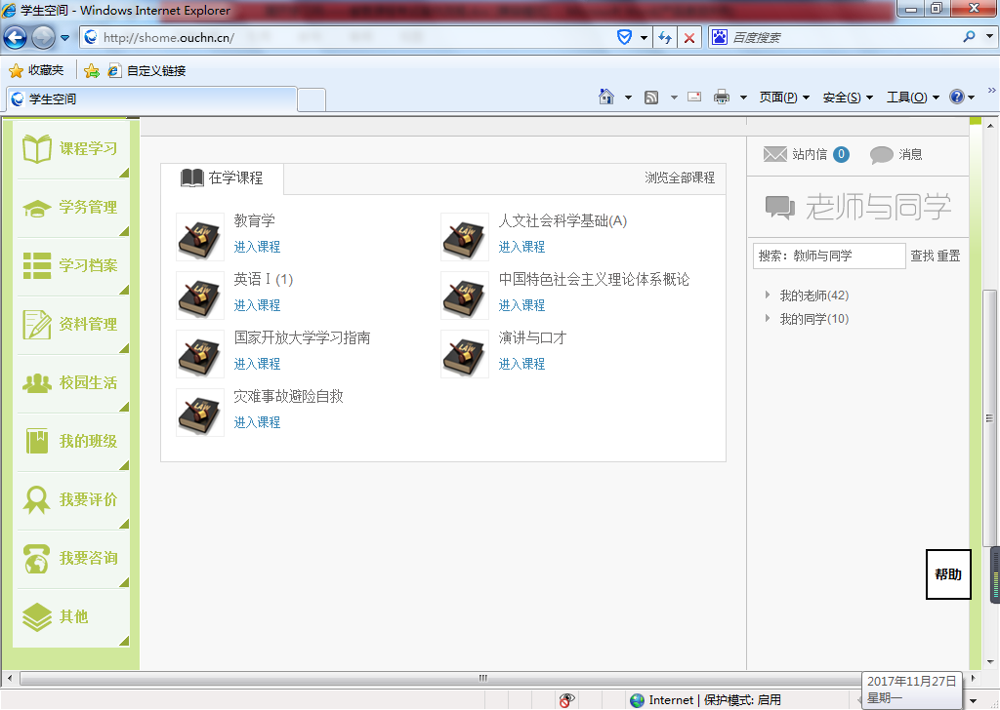 学生空间 - Windows Internet Explorer
http://shome.ouchn.cn/
百度搜索
收藏夹
自定义链接
学生空间
页面(P)
安全(S)
工具(O)
课程学习
学务管理
学习档案
资料管理
校园生活
我的班级
我要评价
我要咨询
其他
在学课程
浏览全部课程
教育学
进入课程
人文社会科学基础(A)
进入课程
英语Ⅰ(1)
进入课程
中国特色社会主义理论体系概论
进入课程
国家开放大学学习指南
进入课程
演讲与口才
进入课程
灾难事故避险自救
进入课程
LAW
LAW
LAW
LAW
LAW
LAW
LAW
站内信 0
消息
老师与同学
搜索：教师与同学
查找 重置
我的老师(42)
我的同学(10)
帮助
2017年11月27日
星期一
Internet | 保护模式: 启用